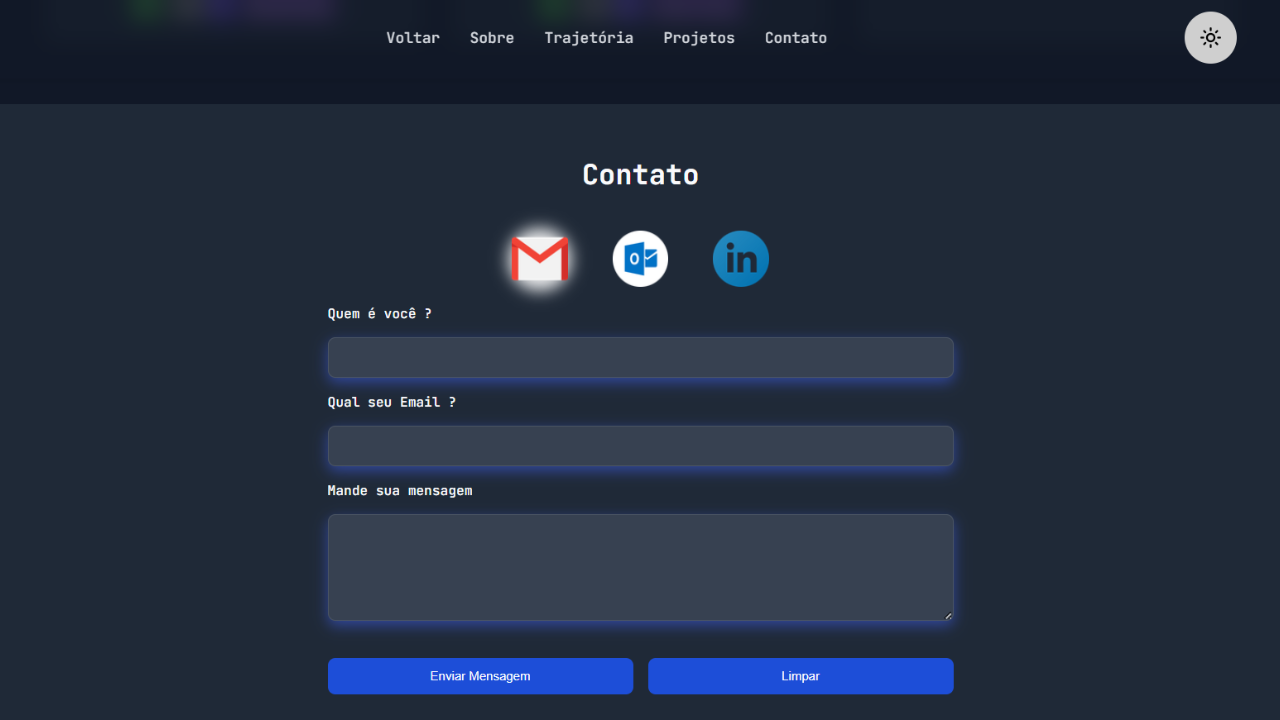 Voltar Sobre Trajetória Projetos Contato
Contato
Quem é você ?
Qual seu Email ?
Mande sua mensagem
Enviar Mensagem Limpar